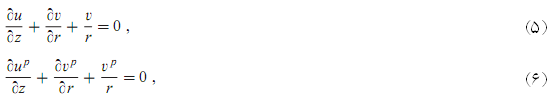 ∂u/∂z + ∂v/∂r + v/r = 0 , (۵)
∂u^p/∂z + ∂v^p/∂r + v^p/r = 0 , (۶)